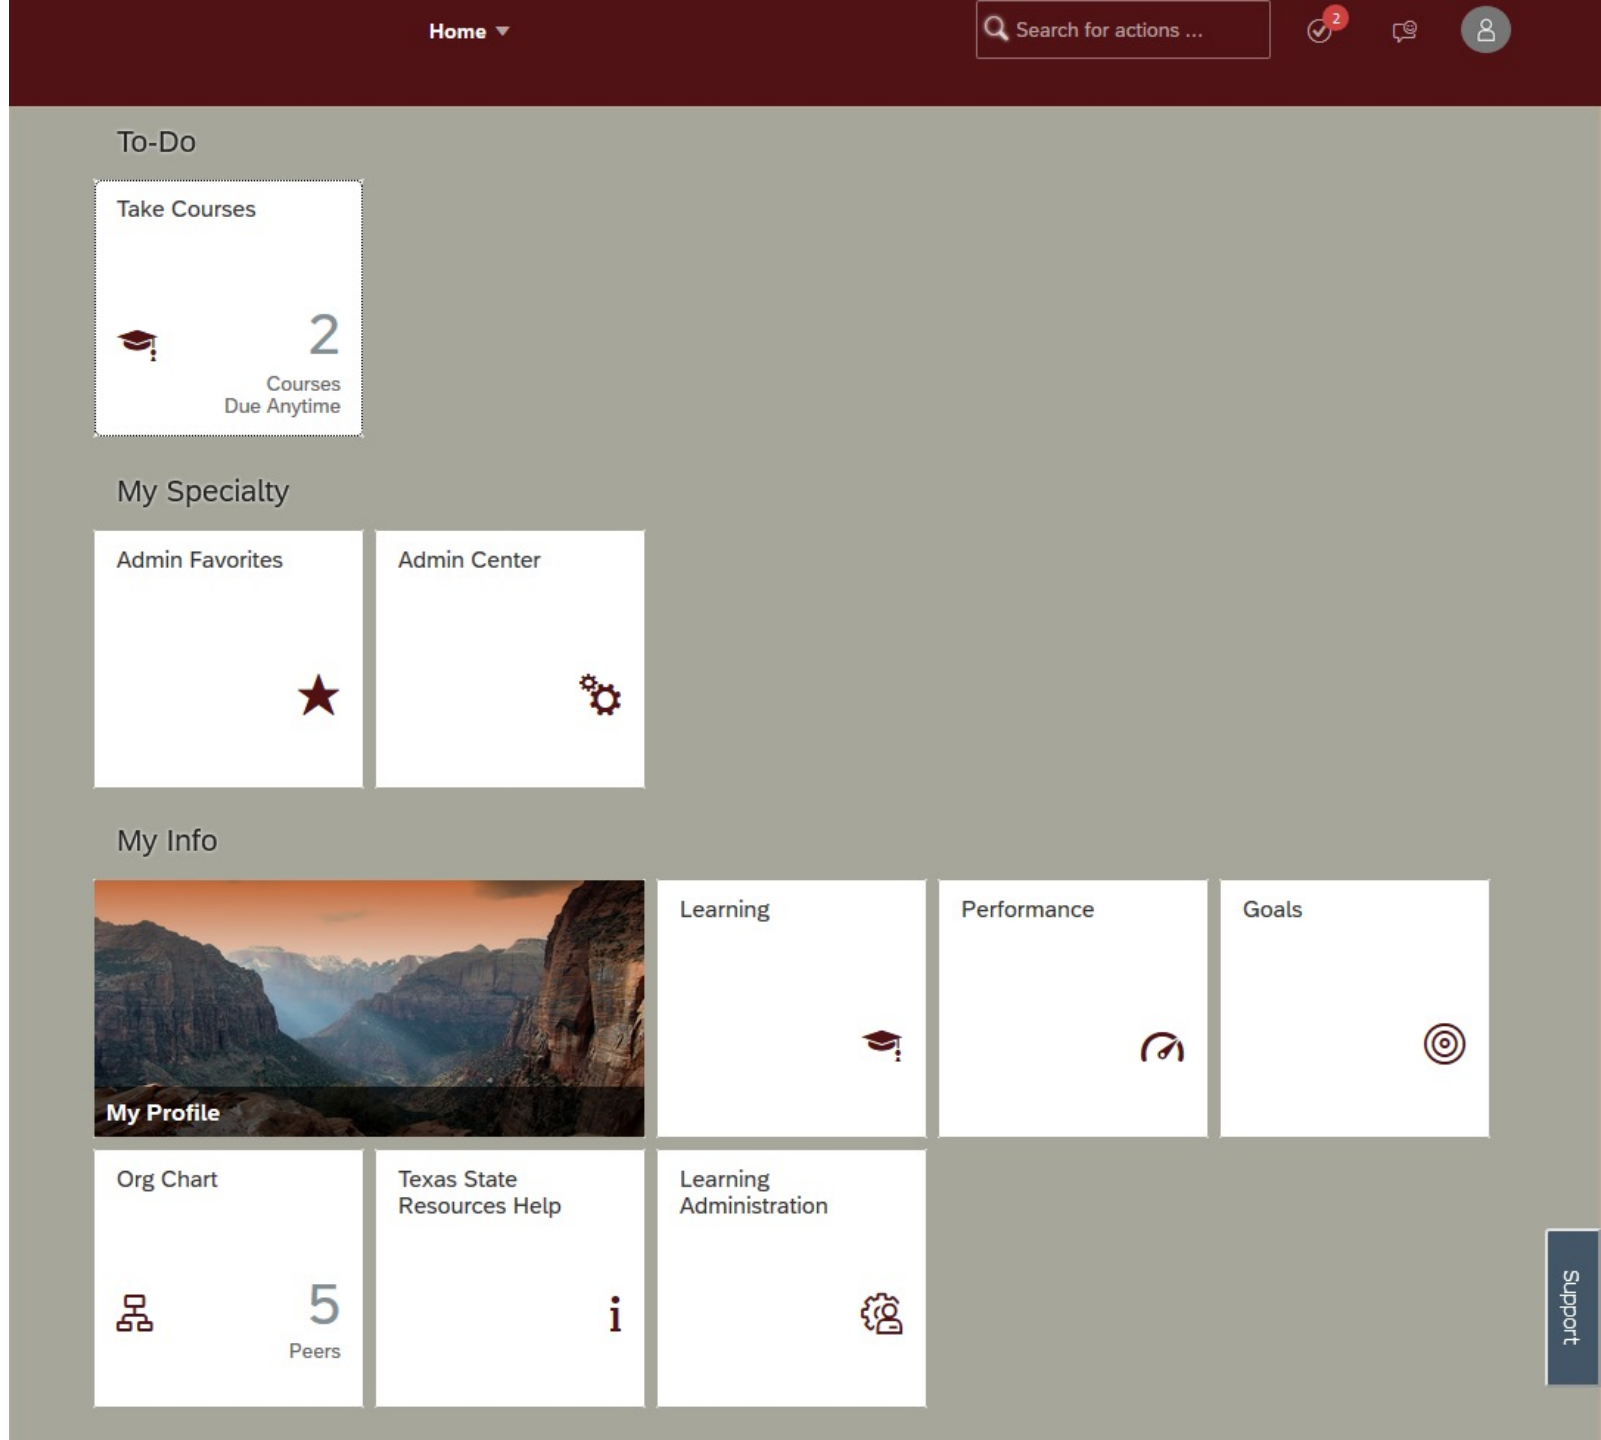 Home
Search for actions ...
2
To-Do
Take Courses
2
Courses
Due Anytime
My Specialty
Admin Favorites
Admin Center
My Info
My Profile
Learning
Performance
Goals
Org Chart
5
Peers
Texas State
Resources Help
Learning
Administration
Support